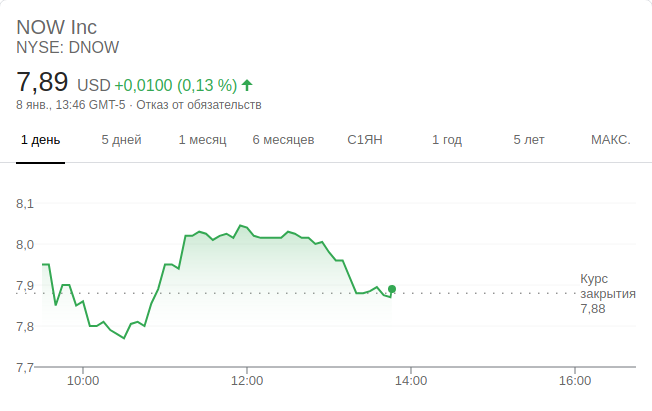 NOW Inc
NYSE: DNOW
7,89 USD +0,0100 (0,13 %)
8 янв., 13:46 GMT-5 · Отказ от обязательств
1 день 5 дней 1 месяц 6 месяцев С1ЯН 1 год 5 лет МАКС.
8,1
8,0
7,9
7,8
7,7
Курс
закрытия
7,88
10:00 12:00 14:00 16:00